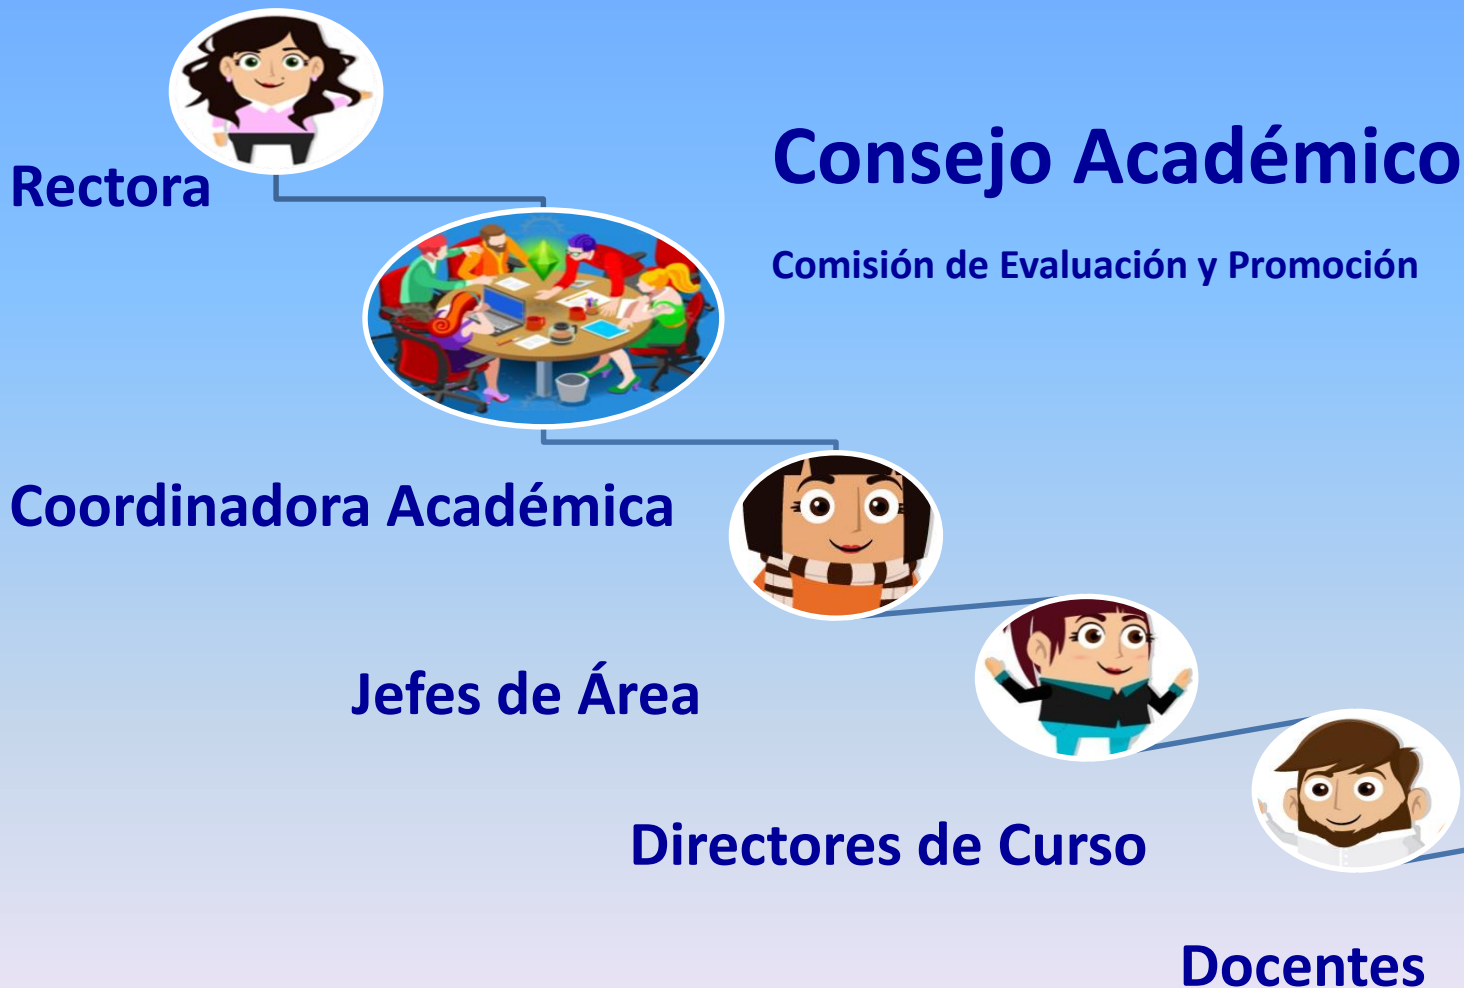 Rectora
Consejo Académico
Comisión de Evaluación y Promoción
Coordinadora Académica
Jefes de Área
Directores de Curso
Docentes